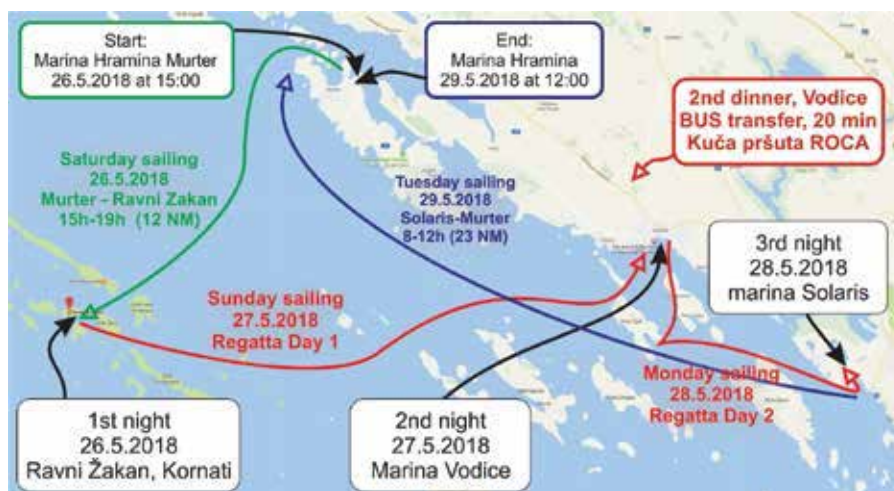 Start:
Marina Hramina Murter
26.5.2018 at 15:00
End:
Marina Hramina
29.5.2018 at 12:00
2nd dinner, Vodice
BUS transfer, 20 min
Kuča pršuta ROCA
Saturday sailing
26.5.2018
Murter - Ravni Zakan
15h-19h (12 NM)
Tuesday sailing
29.5.2018
Solaris-Murter
8-12h (23 NM)
3rd night
28.5.2018
marina Solaris
Sunday sailing
27.5.2018
Regatta Day 1
Monday sailing
28.5.2018
Regatta Day 2
1st night
26.5.2018
Ravni Žakan, Kornati
2nd night
27.5.2018
Marina Vodice